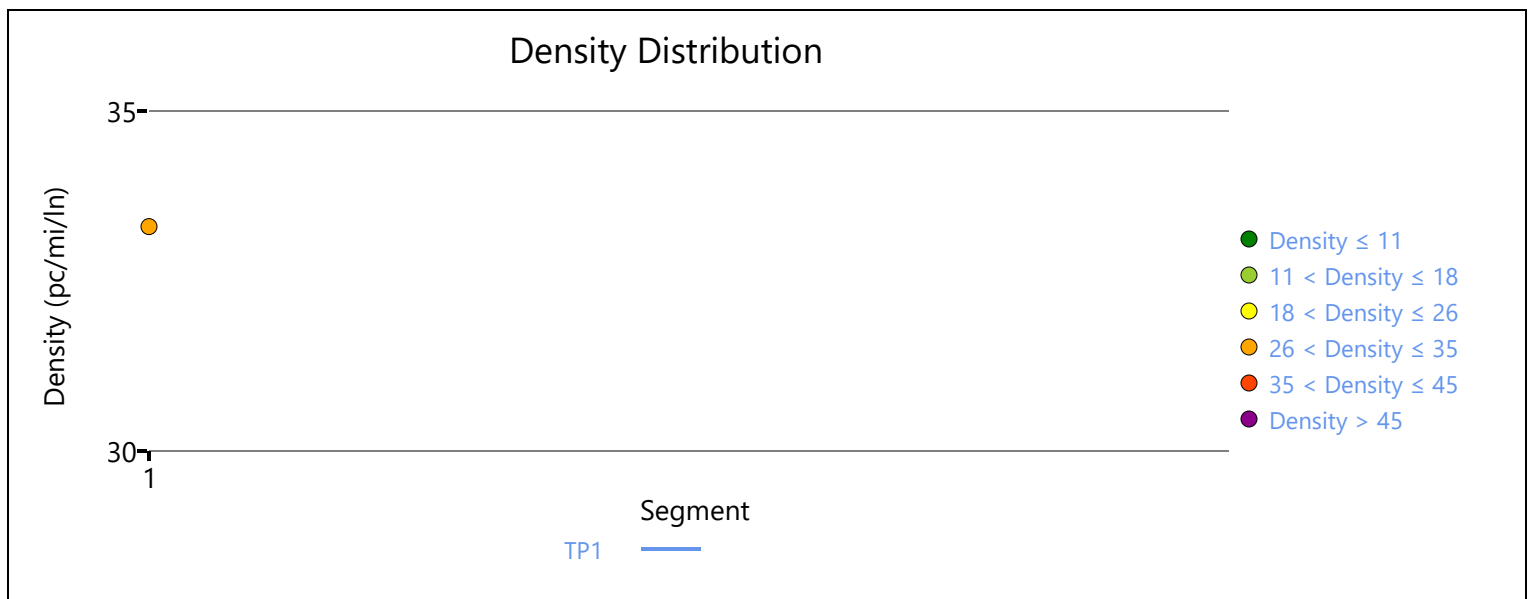 Density Distribution
35
Density (pc/mi/ln)
30
1
Segment
TP1
Density ≤ 11
11 < Density ≤ 18
18 < Density ≤ 26
26 < Density ≤ 35
35 < Density ≤ 45
Density > 45